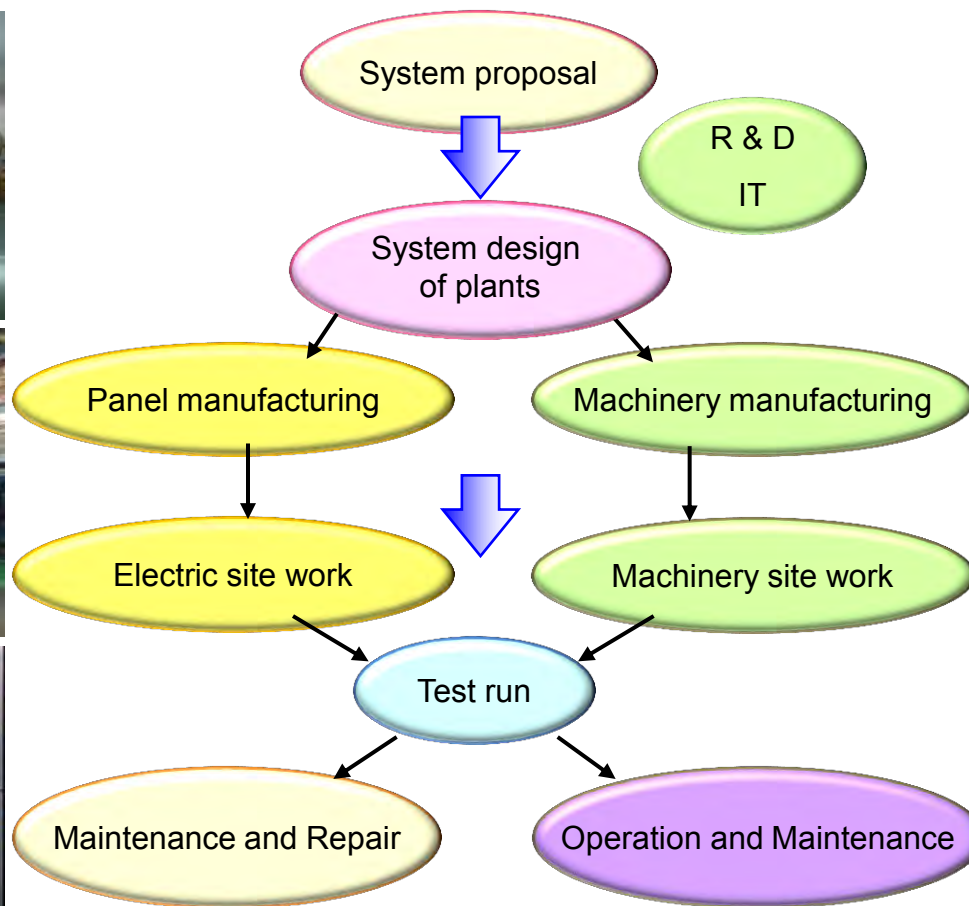 System proposal
R & D
IT
System design
of plants
Panel manufacturing
Machinery manufacturing
Electric site work
Machinery site work
Test run
Maintenance and Repair
Operation and Maintenance